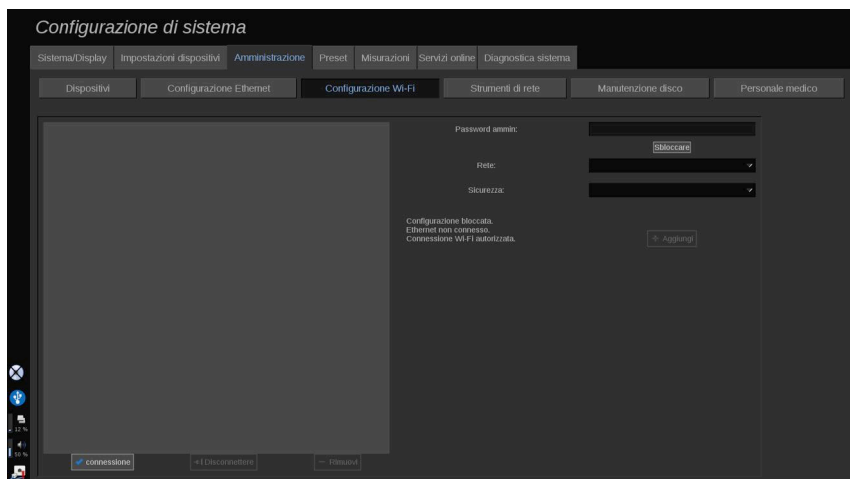 Configurazione di sistema
Sistema/Display Impostazioni dispositivi Amministrazione Preset Misurazioni Servizi online Diagnostica sistema
Dispositivi Configurazione Ethernet Configurazione Wi-Fi Strumenti di rete Manutenzione disco Personale medico
Password ammin:
Sbloccare
Rete:
Sicurezza:
Configurazione bloccata.
Ethernet non connesso.
Connessione Wi-Fi autorizzata.
Aggiungi
12 %
50 %
connessione Disconnettere Rimuovi